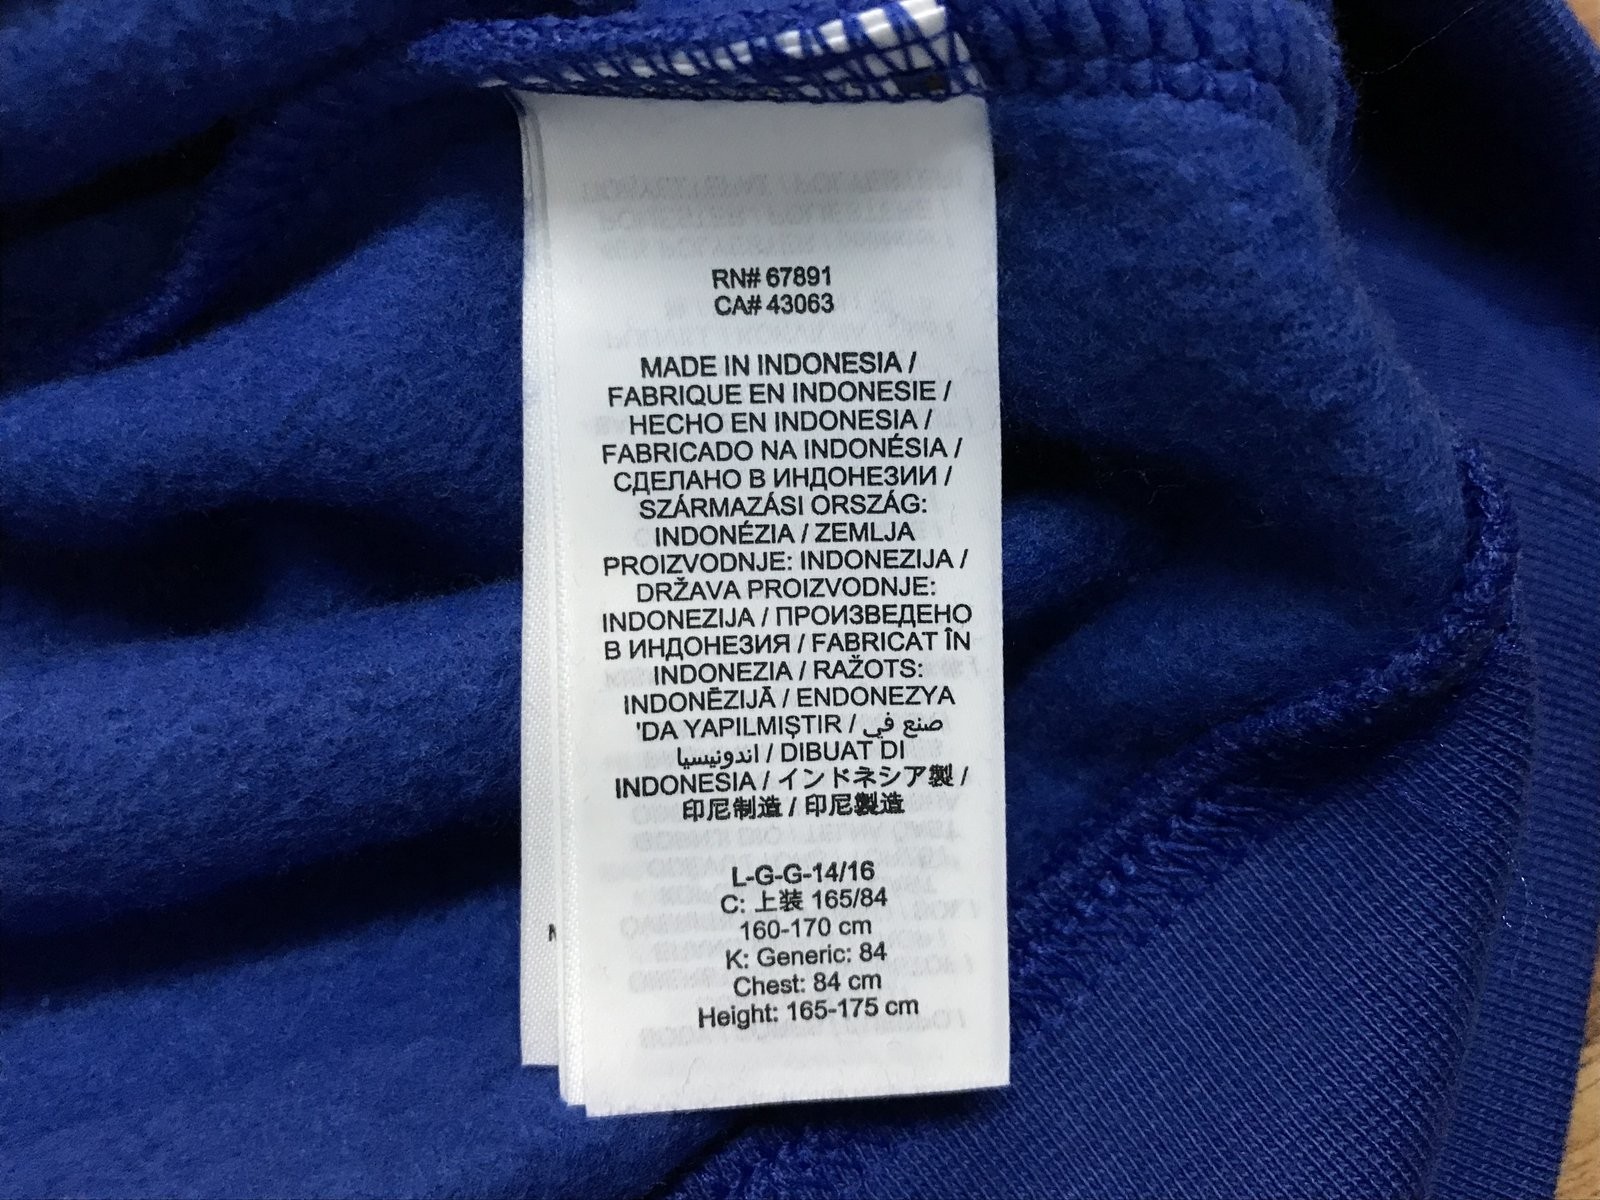 RN# 67891
CA# 43063
MADE IN INDONESIA /
FABRIQUE EN INDONESIE /
HECHO EN INDONESIA /
FABRICADO NA INDONÉSIA /
СДЕЛАНО В ИНДОНЕЗИИ /
SZÁRMAZÁSI ORSZÁG:
INDONÉZIA / ZEMLJA
PROIZVODNJE: INDONEZIJA /
DRŽAVA PROIZVODNJE:
INDONEZIJA / ПРОИЗВЕДЕНО
В ИНДОНЕЗИЯ / FABRICAT ÎN
INDONEZIA / RAŽOTS:
INDONĒZIJĀ / ENDONEZYA
'DA YAPILMIŞTIR / صنع في
اندونيسيا / DIBUAT DI
INDONESIA / インドネシア製 /
印尼制造 / 印尼製造
L-G-G-14/16
C: 上装 165/84
160-170 cm
K: Generic: 84
Chest: 84 cm
Height: 165-175 cm